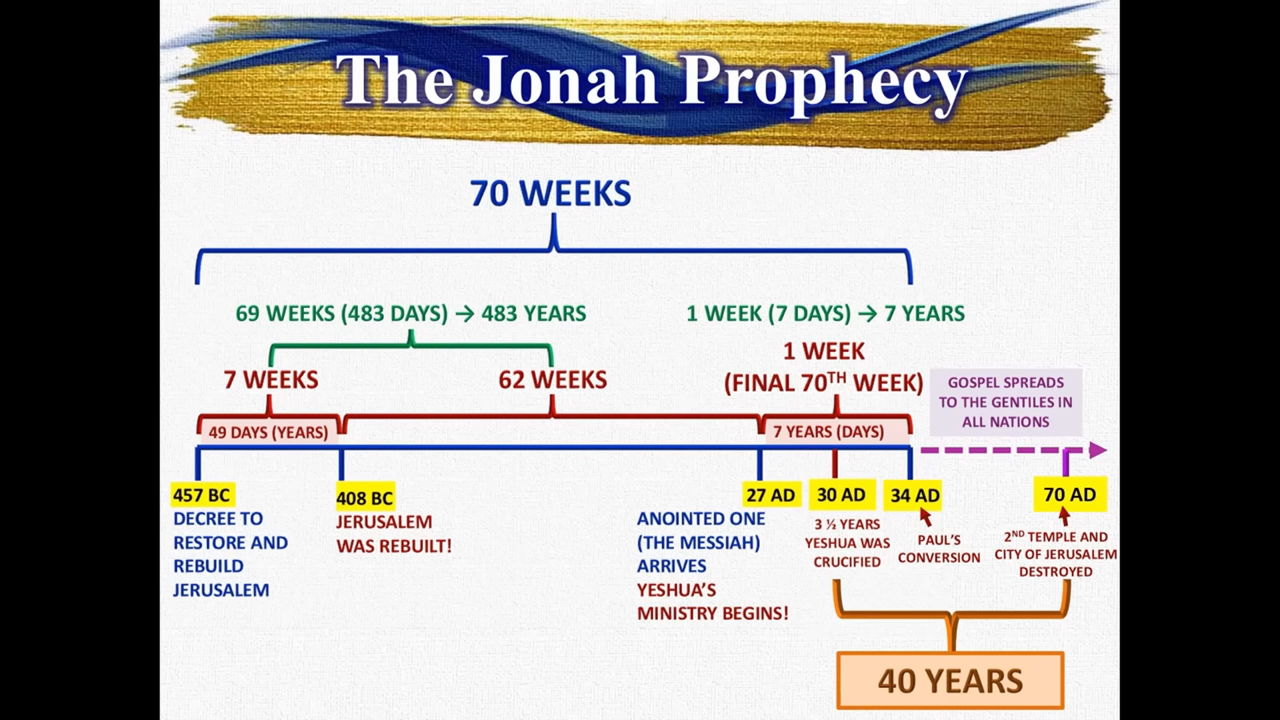 The Jonah Prophecy
70 WEEKS
69 WEEKS (483 DAYS) → 483 YEARS
1 WEEK (7 DAYS) → 7 YEARS
7 WEEKS
62 WEEKS
1 WEEK
(FINAL 70TH WEEK)
GOSPEL SPREADS
TO THE GENTILES IN
ALL NATIONS
49 DAYS (YEARS)
7 YEARS (DAYS)
457 BC
DECREE TO
RESTORE AND
REBUILD
JERUSALEM
408 BC
JERUSALEM
WAS REBUILT!
27 AD
ANOINTED ONE
(THE MESSIAH)
ARRIVES
YESHUA'S
MINISTRY BEGINS!
30 AD
3 ½ YEARS
YESHUA WAS
CRUCIFIED
34 AD
PAUL'S
CONVERSION
70 AD
2ND TEMPLE AND
CITY OF JERUSALEM
DESTROYED
40 YEARS